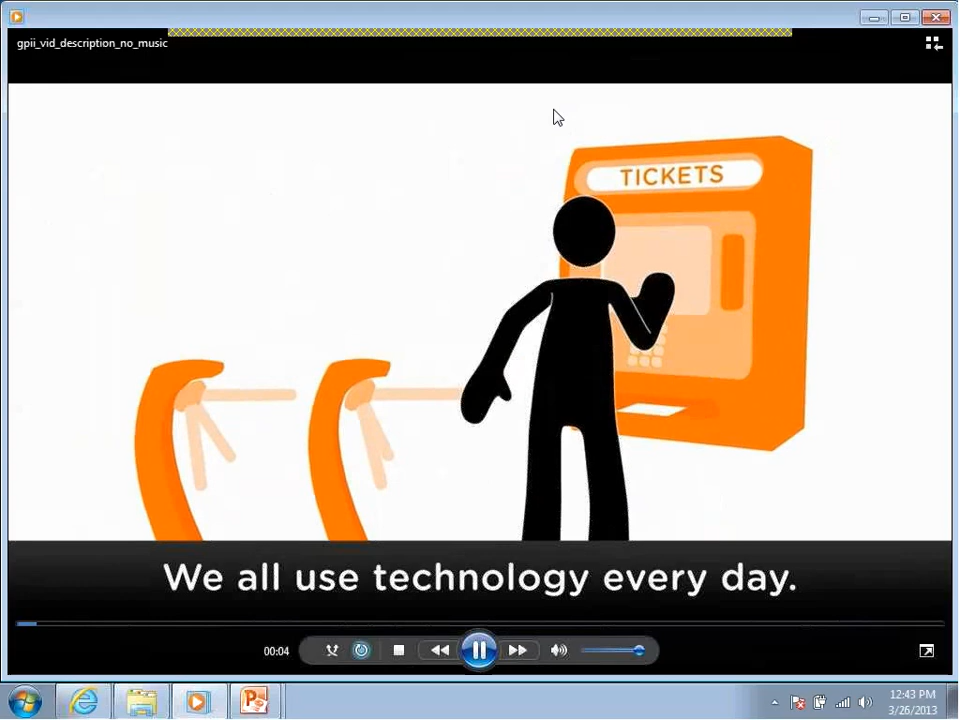 gpii_vid_description_no_music
TICKETS
We all use technology every day.
00:04
12:43 PM
3/26/2013